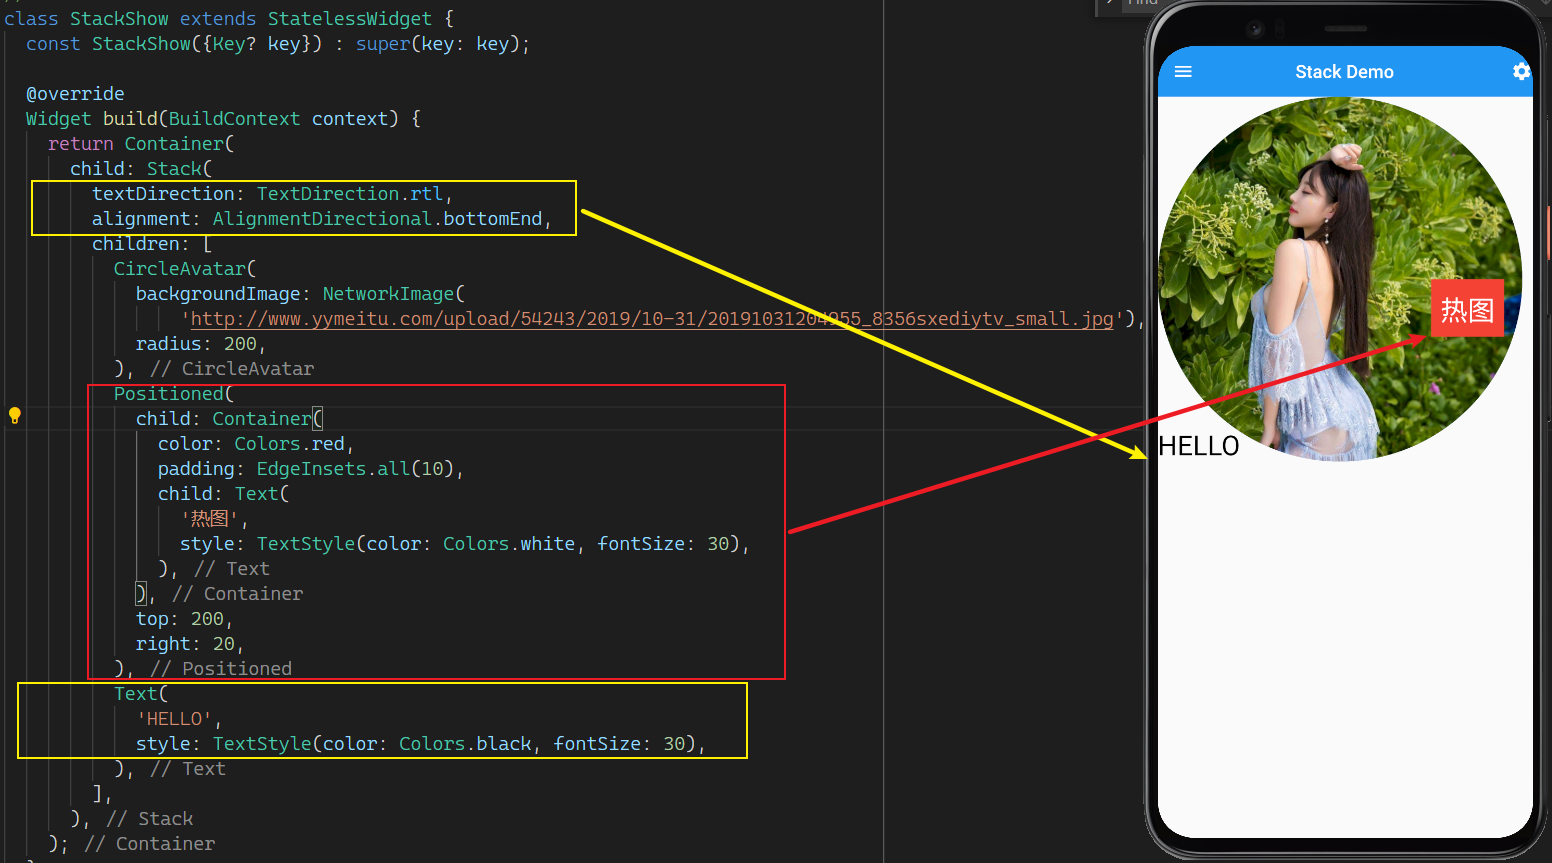 class StackShow extends StatelessWidget {
const StackShow({Key? key}) : super(key: key);
@override
Widget build(BuildContext context) {
return Container(
child: Stack(
textDirection: TextDirection.rtl,
alignment: AlignmentDirectional.bottomEnd,
children: [
CircleAvatar(
backgroundImage: NetworkImage(
'http://www.yymeitu.com/upload/54243/2019/10-31/20191031204955_8356sxediytv_small.jpg'),
radius: 200,
), // CircleAvatar
Positioned(
child: Container(
color: Colors.red,
padding: EdgeInsets.all(10),
child: Text(
'热图',
style: TextStyle(color: Colors.white, fontSize: 30),
), // Text
), // Container
top: 200,
right: 20,
), // Positioned
Text(
'HELLO',
style: TextStyle(color: Colors.black, fontSize: 30),
), // Text
],
), // Stack
); // Container
Find
Stack Demo
热图
HELLO